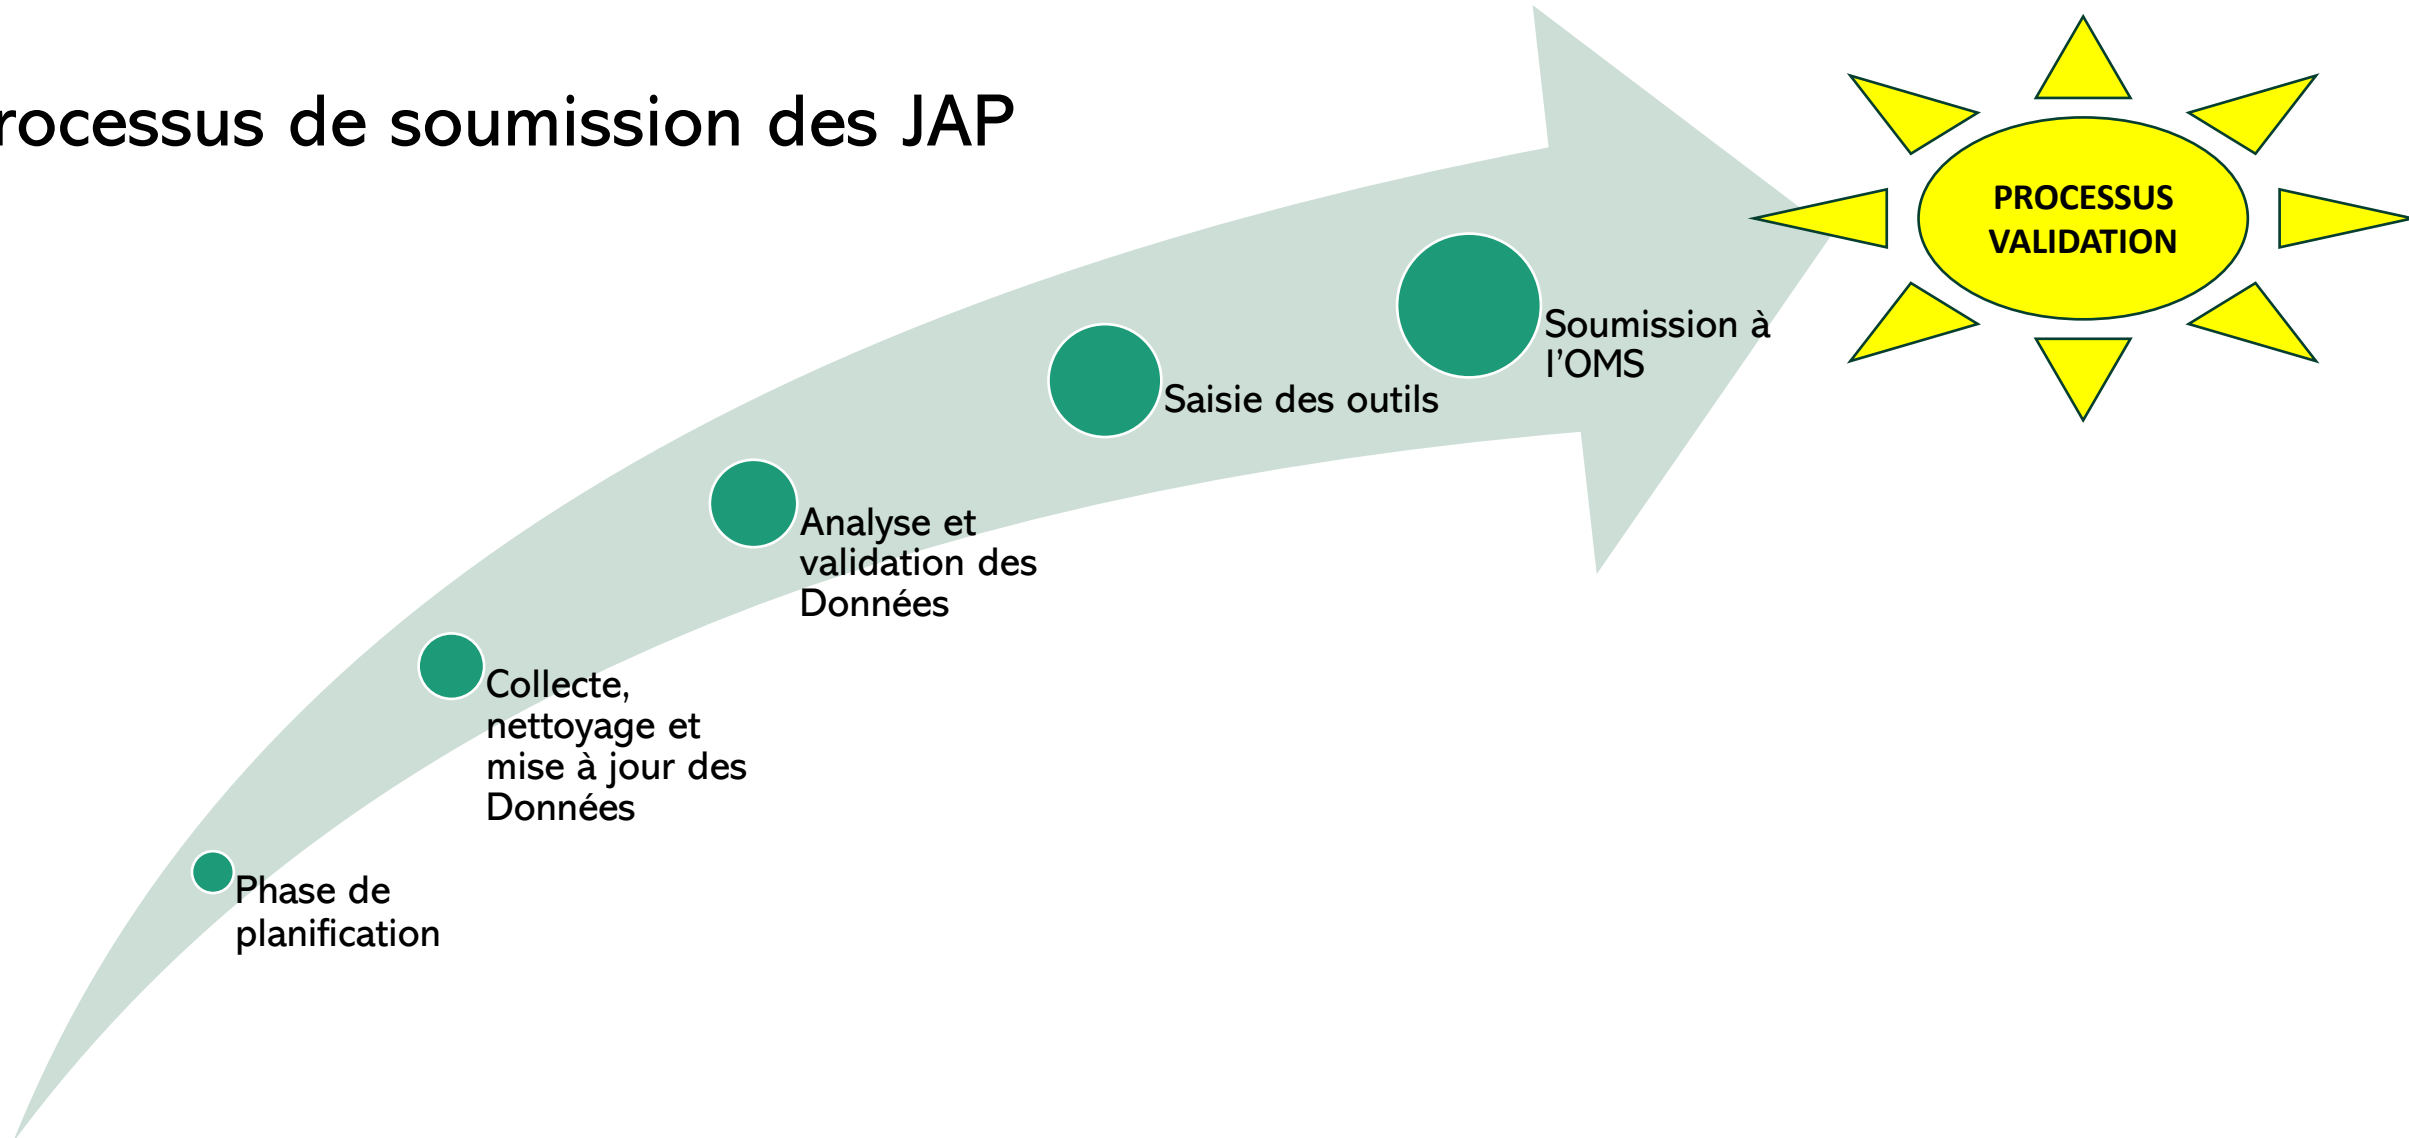 rocessus de soumission des JAP
PROCESSUS
VALIDATION
Soumission à
l’OMS
Saisie des outils
Analyse et
validation des
Données
Collecte,
nettoyage et
mise à jour des
Données
Phase de
planification